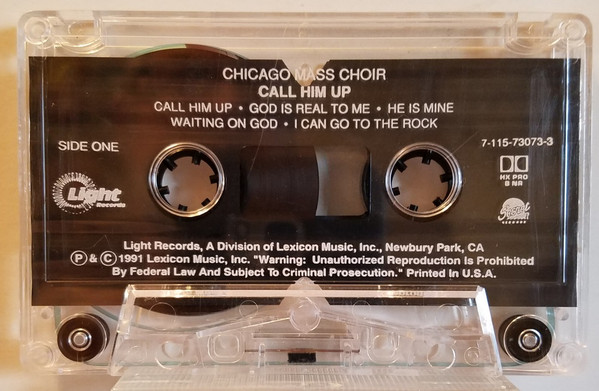 CHICAGO MASS CHOIR
CALL HIM UP
CALL HIM UP • GOD IS REAL TO ME • HE IS MINE
WAITING ON GOD • I CAN GO TO THE ROCK
SIDE ONE
7-115-73073-3
Light
Records
HX PRO
B NR
Light Records, A Division of Lexicon Music, Inc., Newbury Park, CA
Ⓟ & © 1991 Lexicon Music, Inc. "Warning: Unauthorized Reproduction Is Prohibited
By Federal Law And Subject To Criminal Prosecution." Printed In U.S.A.